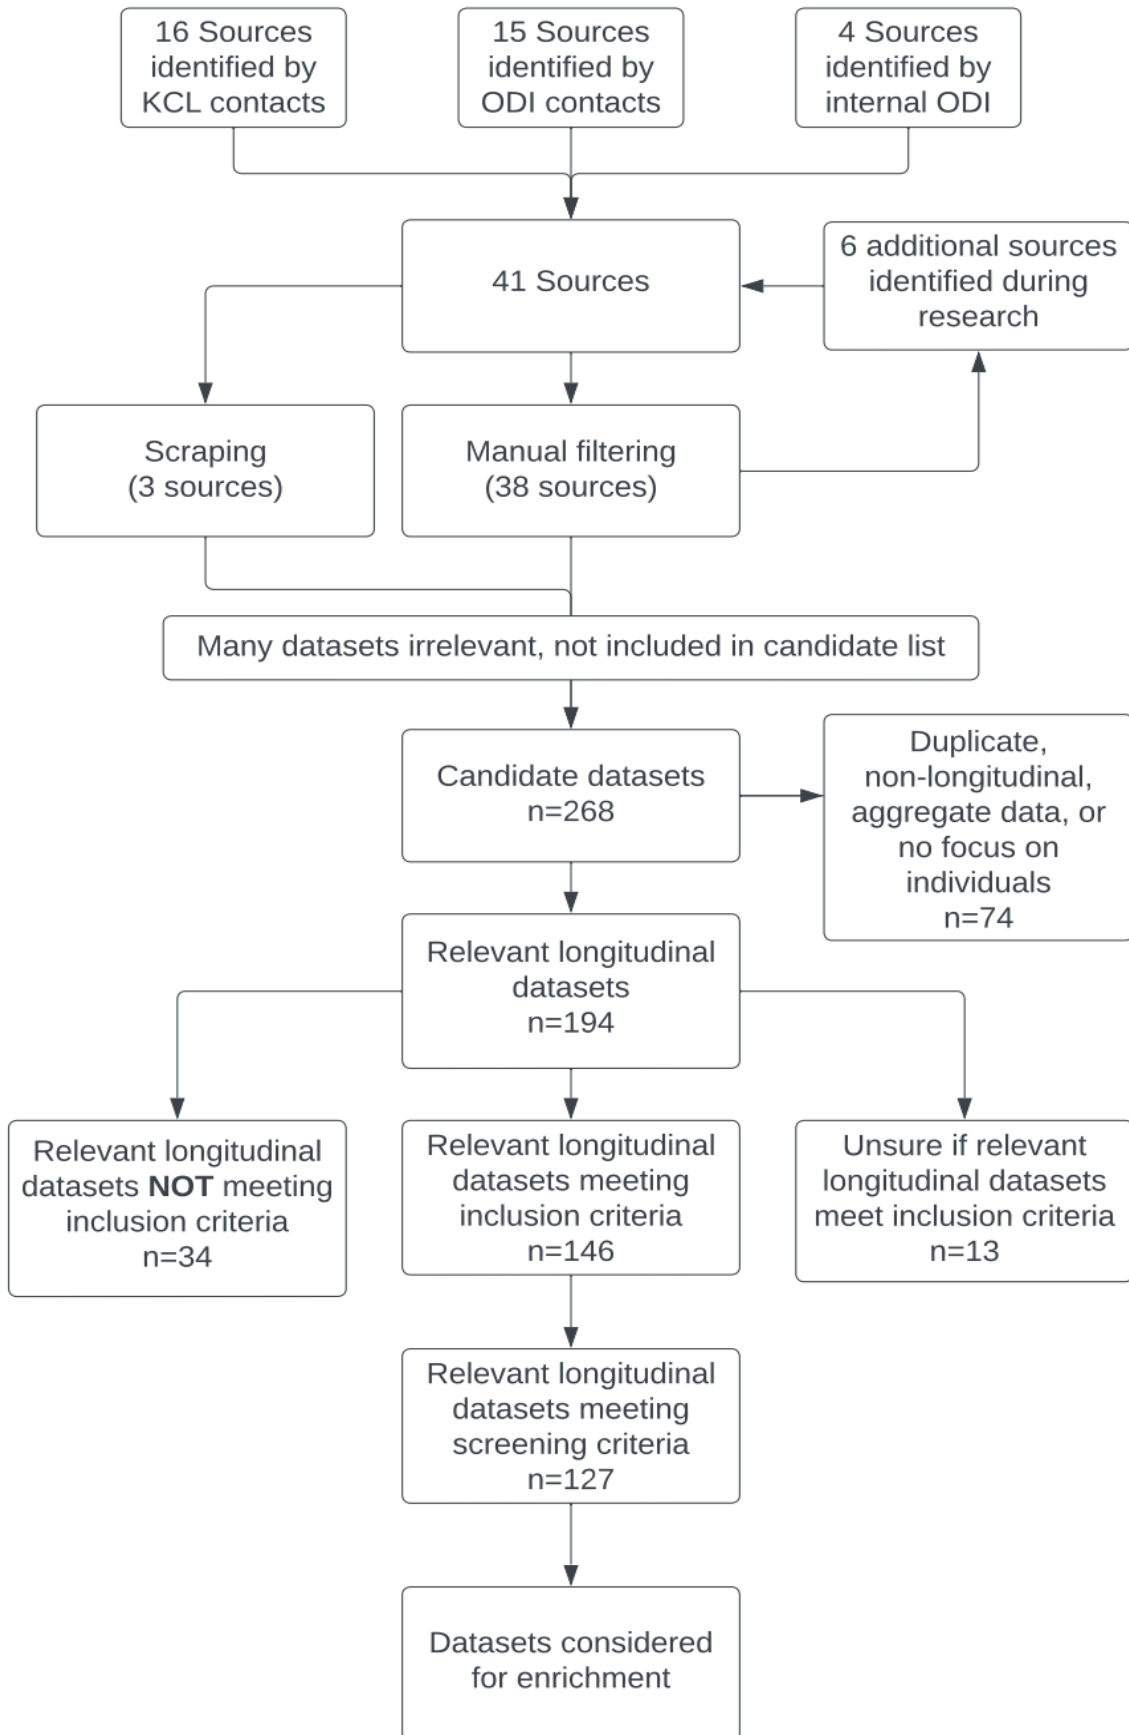 16 Sources
identified by
KCL contacts
15 Sources
identified by
ODI contacts
4 Sources
identified by
internal ODI
41 Sources
6 additional sources
identified during
research
Scraping
(3 sources)
Manual filtering
(38 sources)
Many datasets irrelevant, not included in candidate list
Candidate datasets
n=268
Duplicate,
non-longitudinal,
aggregate data, or
no focus on
individuals
n=74
Relevant longitudinal
datasets
n=194
Relevant longitudinal
datasets NOT meeting
inclusion criteria
n=34
Relevant longitudinal
datasets meeting
inclusion criteria
n=146
Unsure if relevant
longitudinal datasets
meet inclusion criteria
n=13
Relevant longitudinal
datasets meeting
screening criteria
n=127
Datasets considered
for enrichment